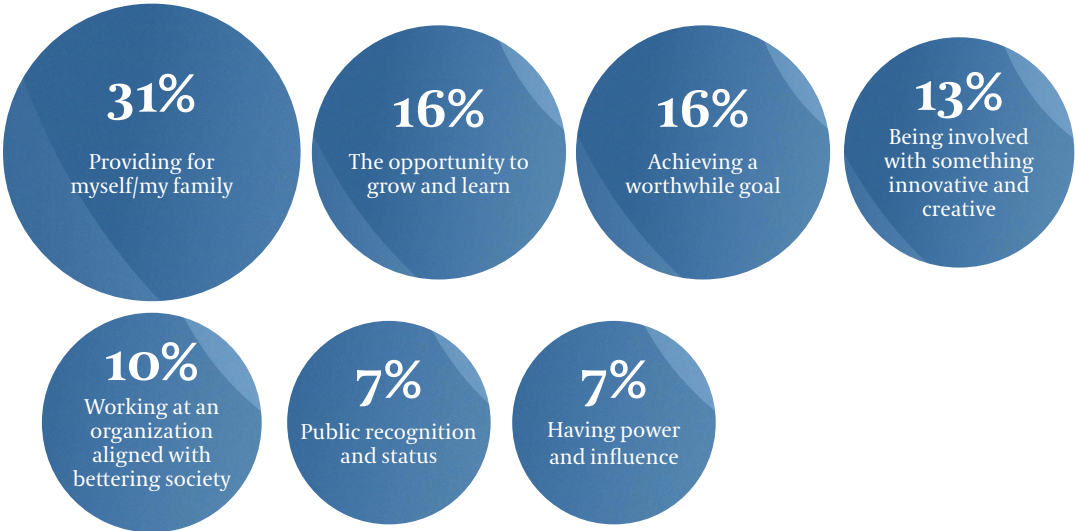 31%
Providing for
myself/my family
16%
The opportunity to
grow and learn
16%
Achieving a
worthwhile goal
13%
Being involved
with something
innovative and
creative
10%
Working at an
organization
aligned with
bettering society
7%
Public recognition
and status
7%
Having power
and influence